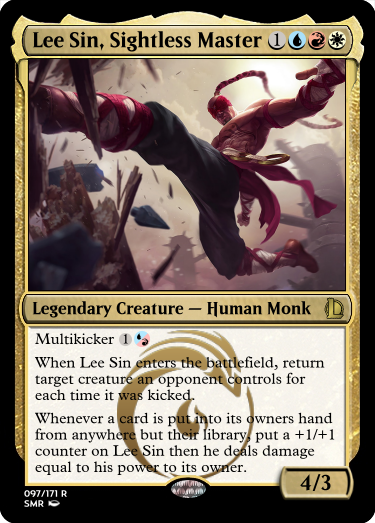 Lee Sin, Sightless Master 1
Legendary Creature — Human Monk
Multikicker 1
When Lee Sin enters the battlefield, return
target creature an opponent controls for
each time it was kicked.
Whenever a card is put into its owners hand
from anywhere but their library, put a +1/+1
counter on Lee Sin then he deals damage
equal to his power to its owner.
4/3
097/171 R
SMR